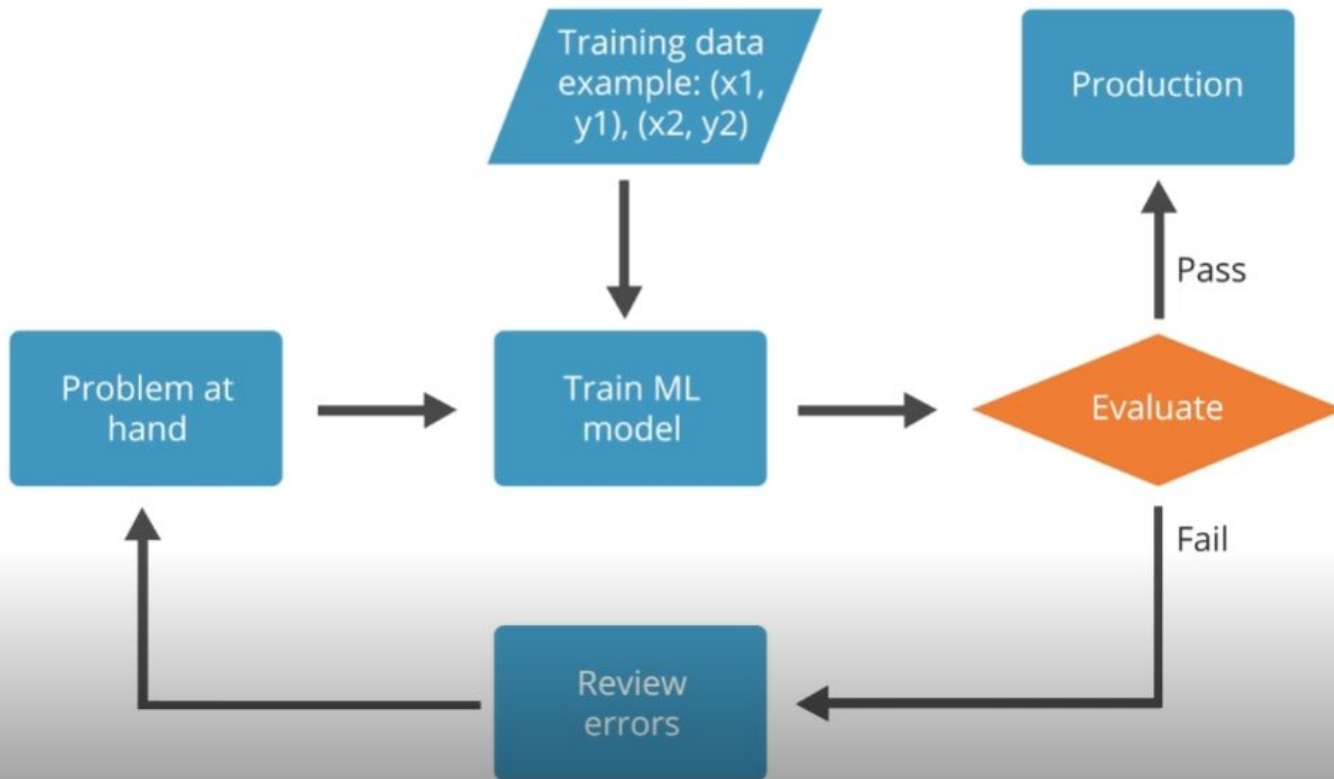 Training data
example: (x1,
y1), (x2, y2)
Production
Pass
Problem at
hand
Train ML
model
Evaluate
Fail
Review
errors